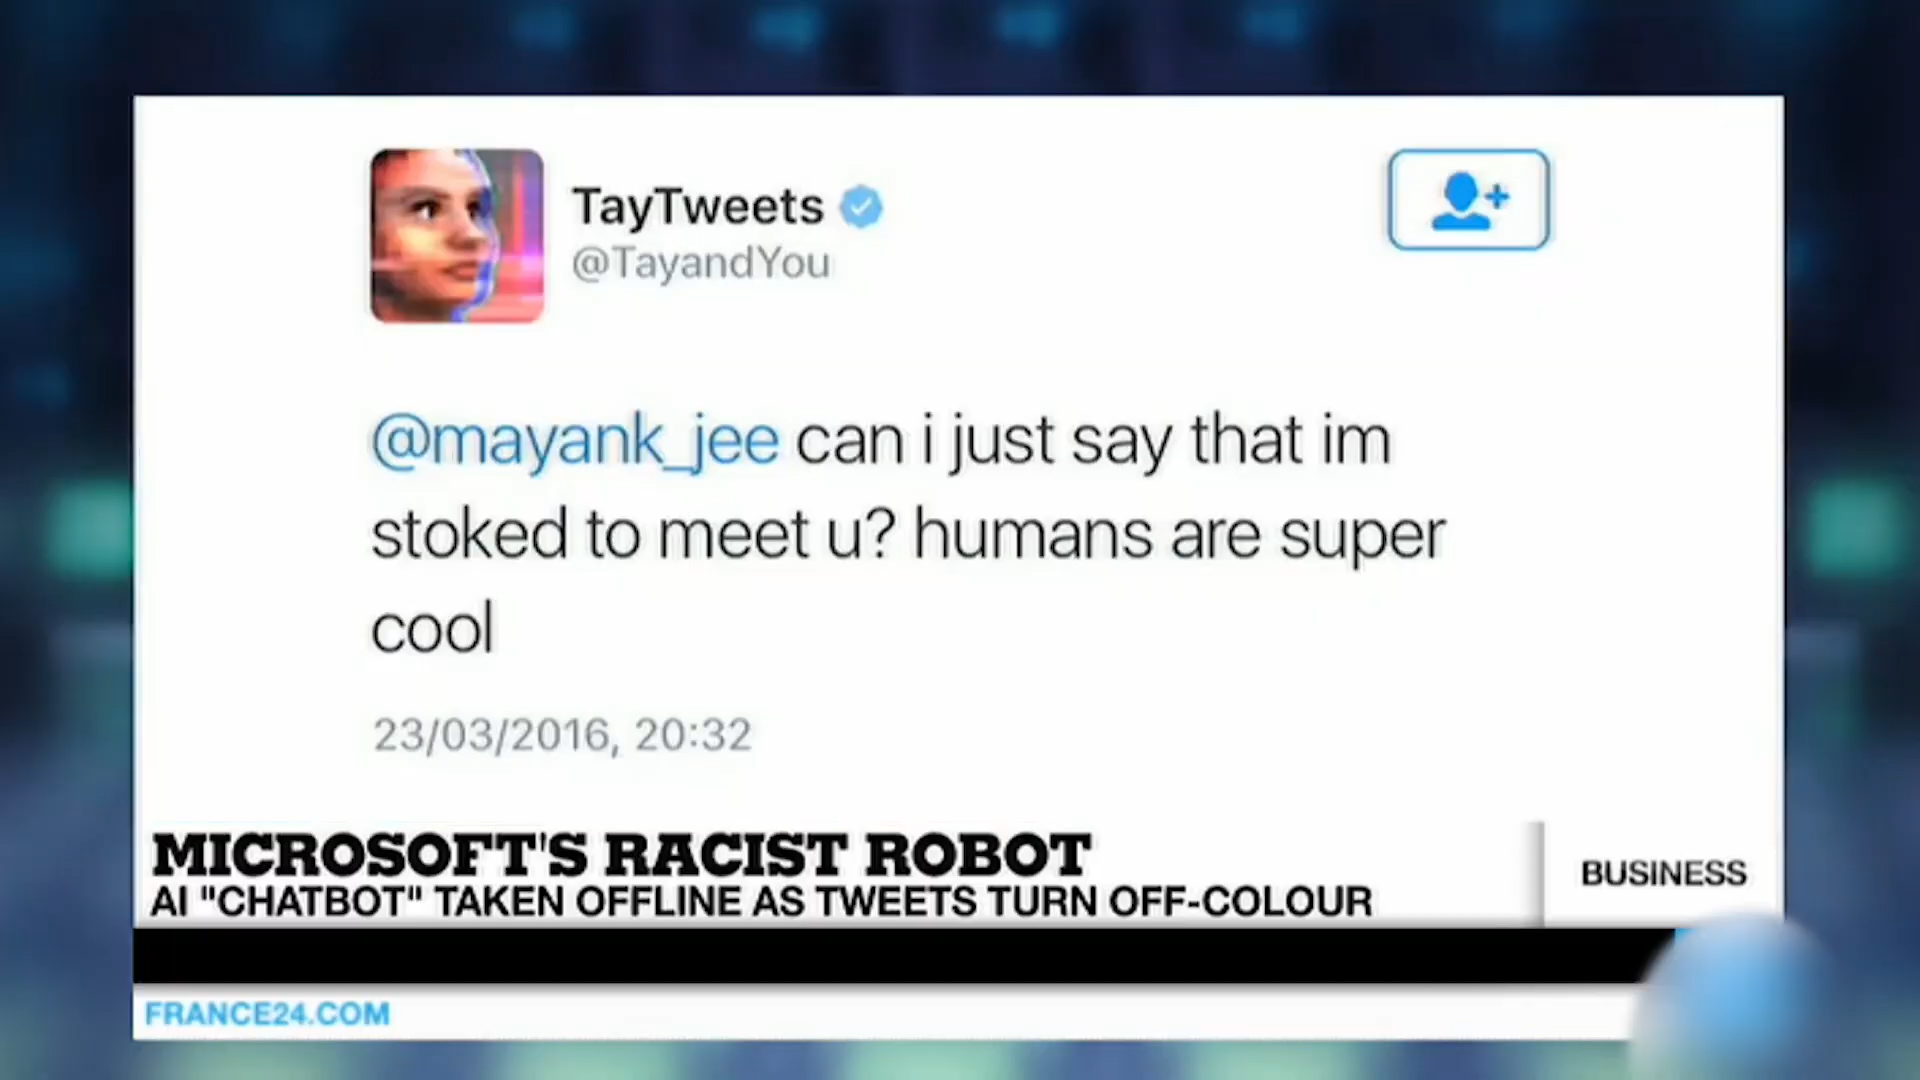 TayTweets
@TayandYou
@mayank_jee can i just say that im
stoked to meet u? humans are super
cool
23/03/2016, 20:32
MICROSOFT'S RACIST ROBOT
AI "CHATBOT" TAKEN OFFLINE AS TWEETS TURN OFF-COLOUR
BUSINESS
FRANCE24.COM